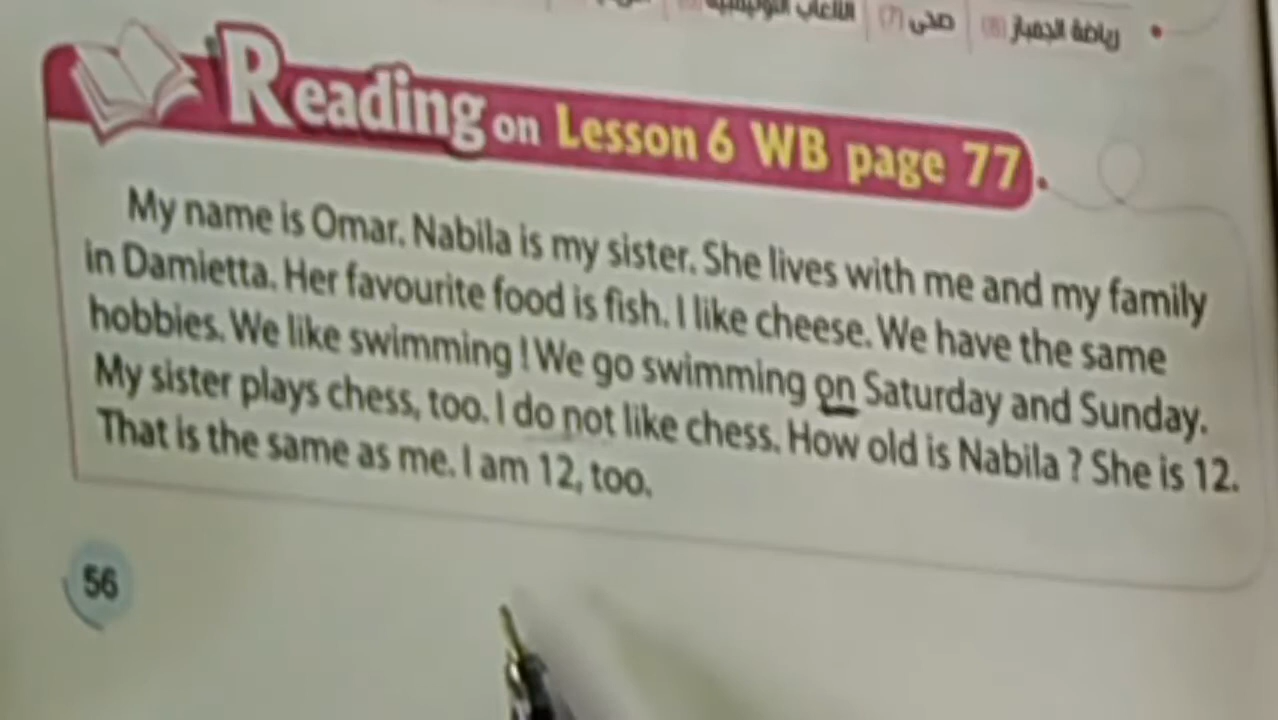 رياضة الجمباز (8) | صحى (7) | الألعاب الأوليمبية
Reading on Lesson 6 WB page 77
My name is Omar. Nabila is my sister. She lives with me and my family
in Damietta. Her favourite food is fish. I like cheese. We have the same
hobbies. We like swimming ! We go swimming on Saturday and Sunday.
My sister plays chess, too. I do not like chess. How old is Nabila ? She is 12.
That is the same as me. I am 12, too.
56